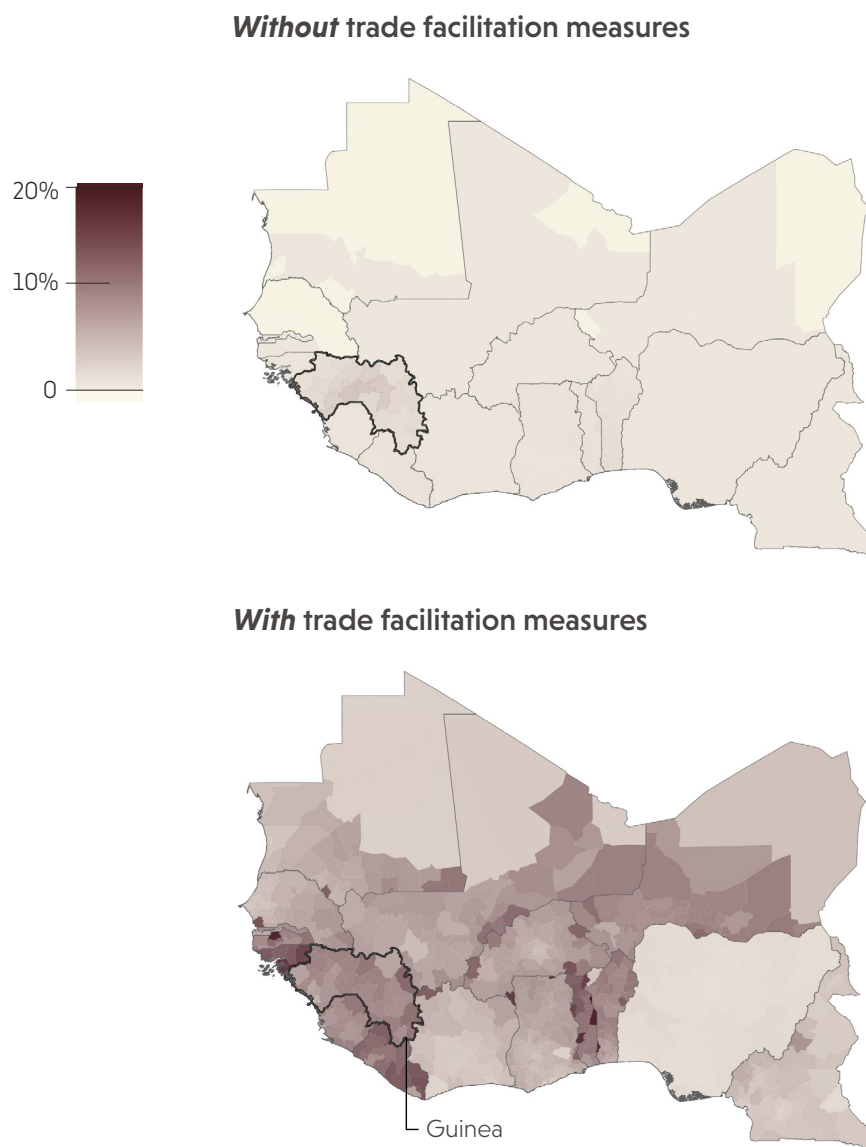 Without trade facilitation measures
20%
10%
0
With trade facilitation measures
Guinea